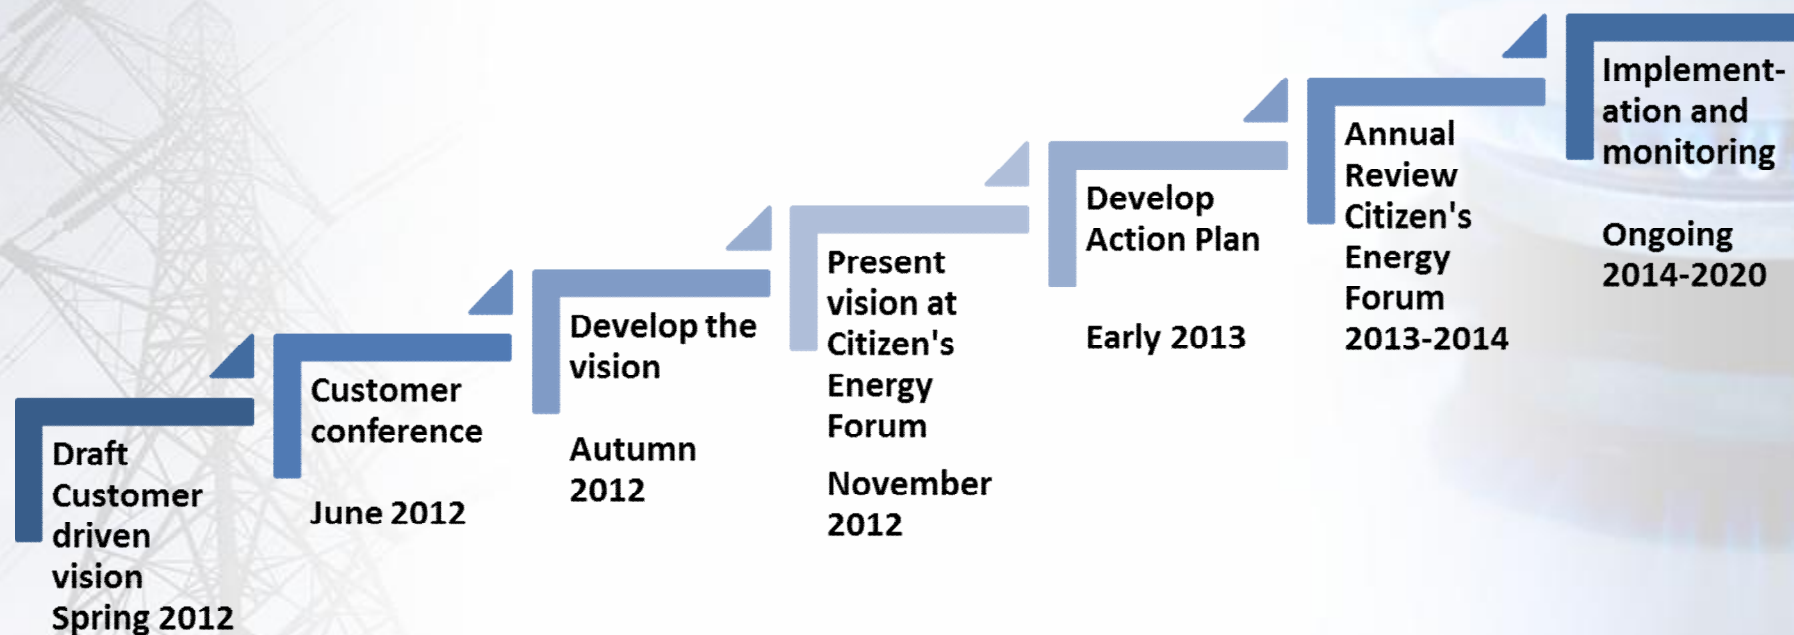 Draft
Customer
driven
vision
Spring 2012
Customer
conference
June 2012
Develop the
vision
Autumn
2012
Present
vision at
Citizen's
Energy
Forum
November
2012
Develop
Action Plan
Early 2013
Annual
Review
Citizen's
Energy
Forum
2013-2014
Implement-
ation and
monitoring
Ongoing
2014-2020